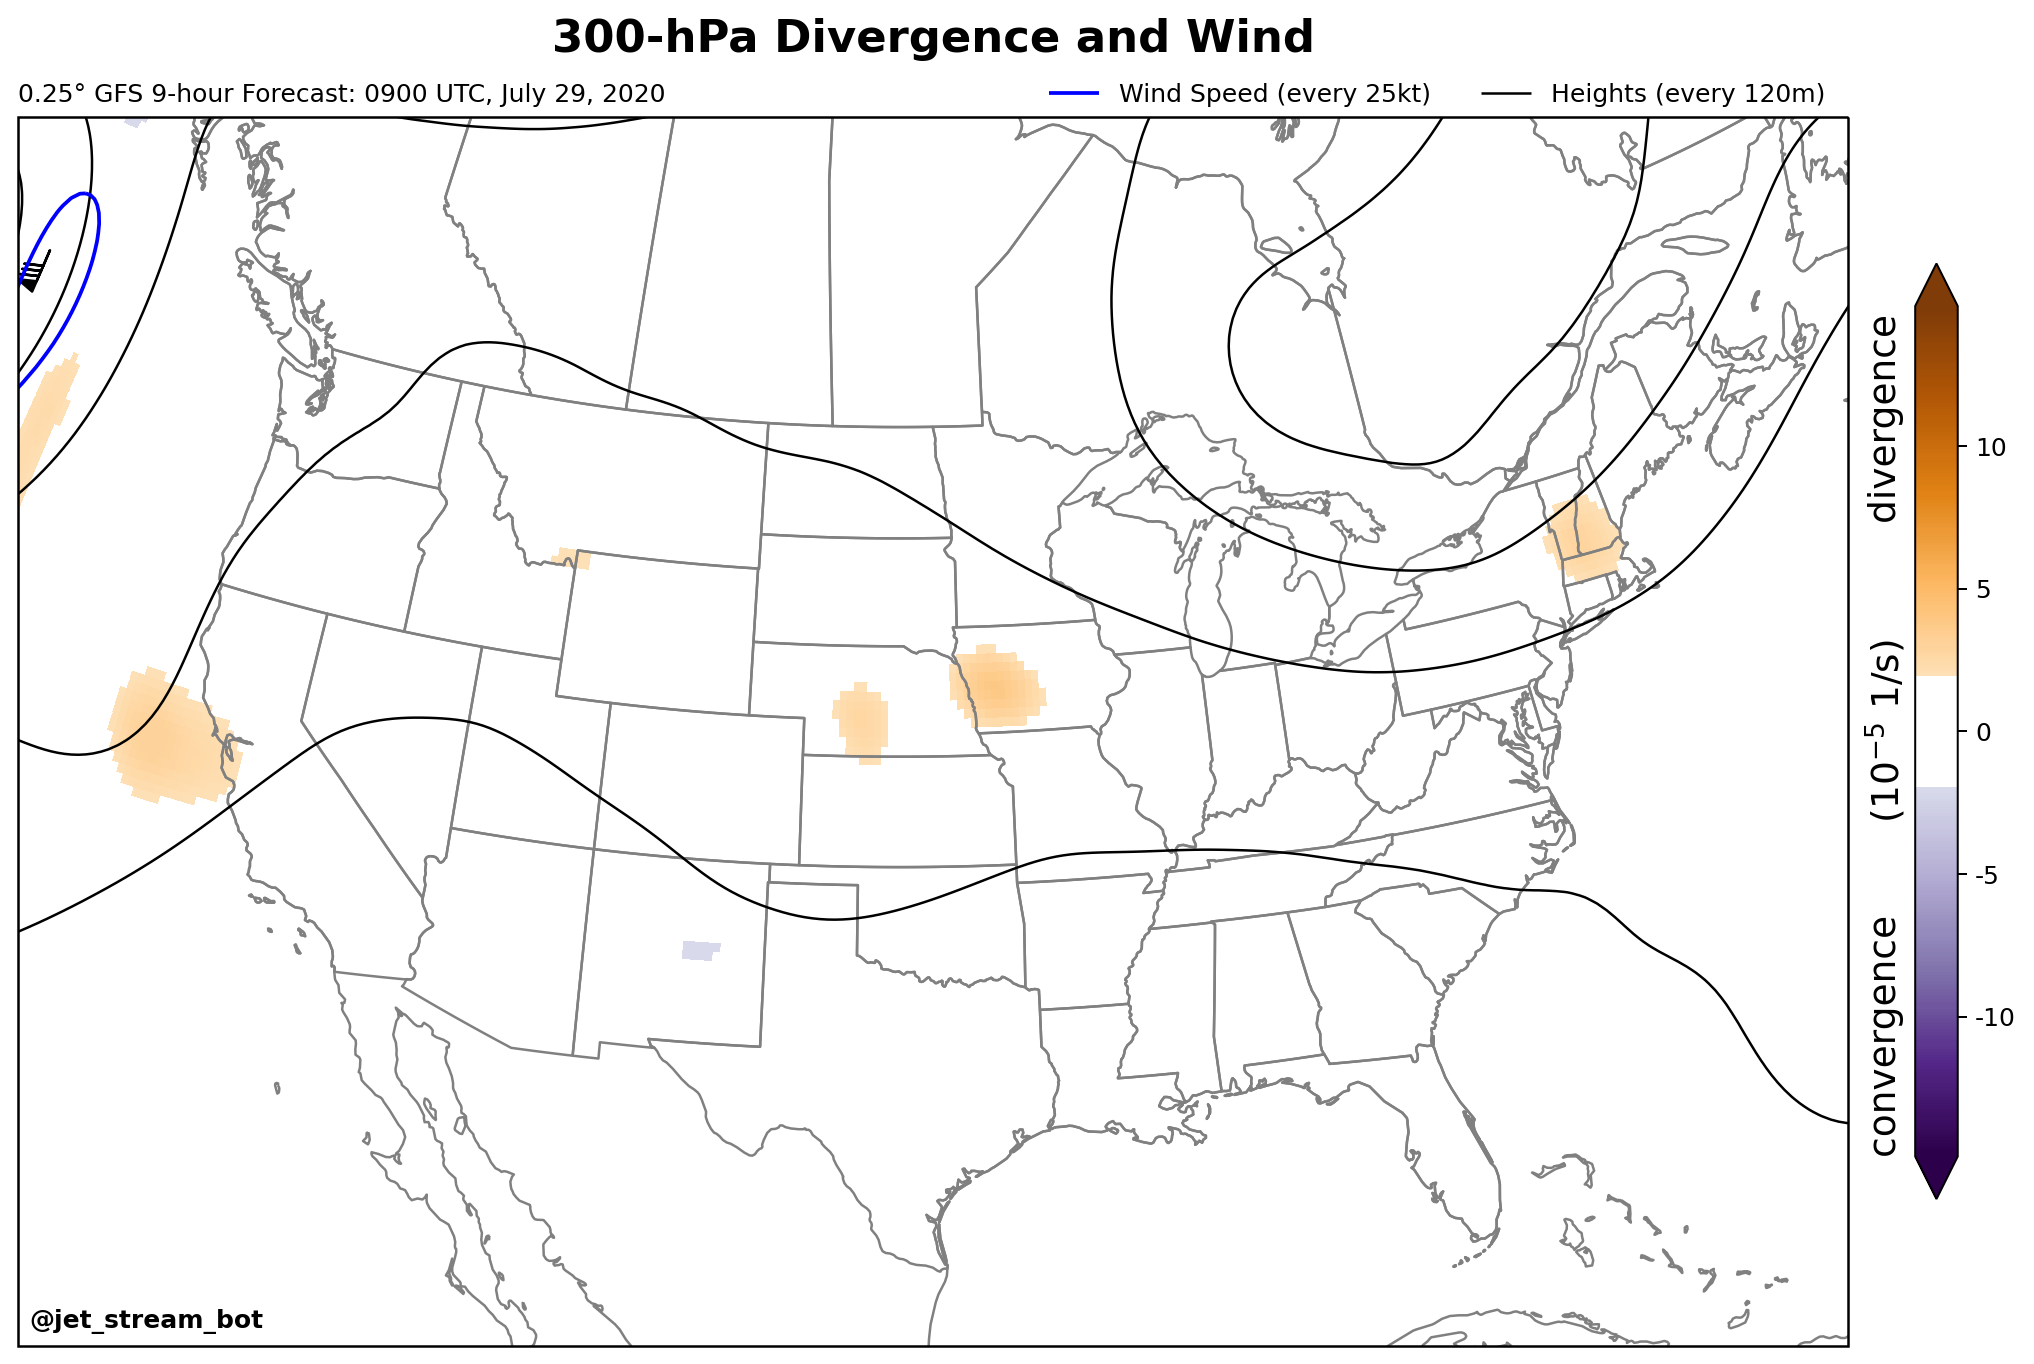 300-hPa Divergence and Wind
0.25° GFS 9-hour Forecast: 0900 UTC, July 29, 2020
Wind Speed (every 25kt)
Heights (every 120m)
divergence
(10⁻⁵ 1/s)
convergence
10
5
0
-5
-10
@jet_stream_bot